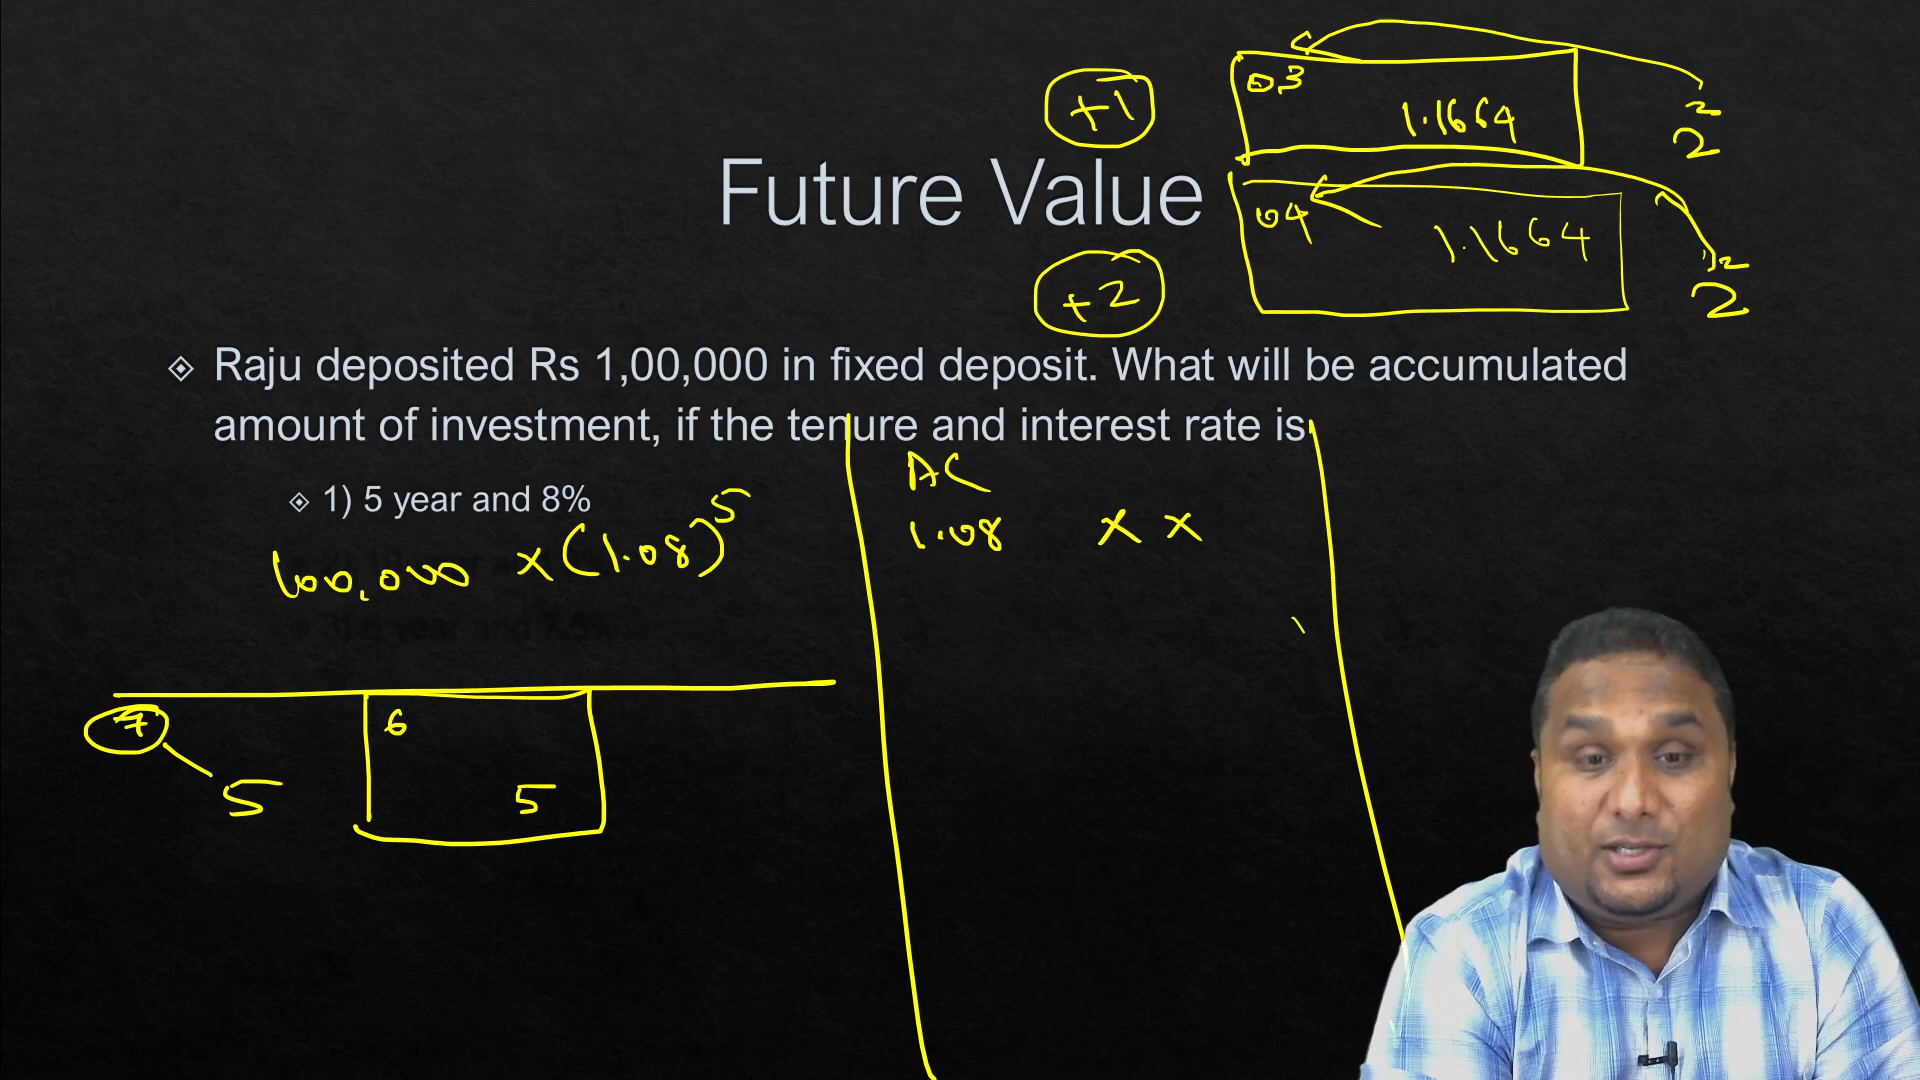 03
1.1664
2
2
+1
Future Value
04
1.1664
2
2
+2
Raju deposited Rs 1,00,000 in fixed deposit. What will be accumulated
amount of investment, if the tenure and interest rate is
AC
1) 5 year and 8%
100,000 × (1.08)^5
1.08 × ×
7
6
5
5